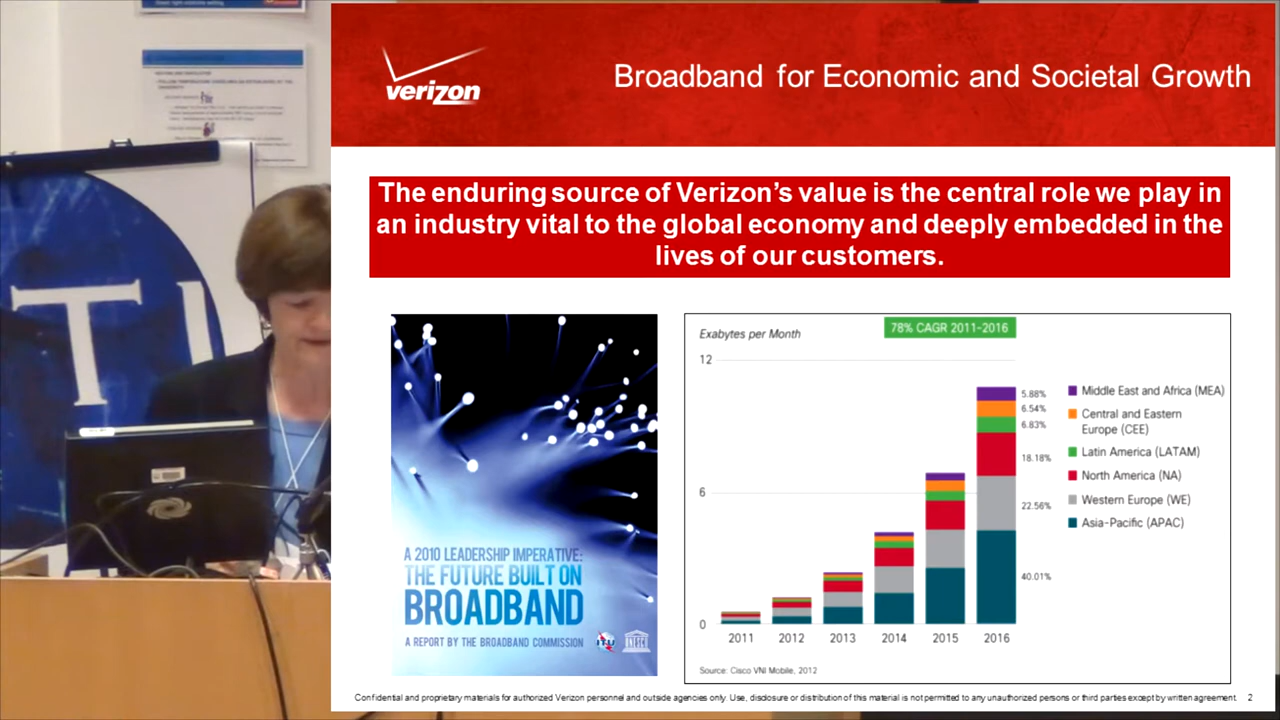 verizon
Broadband for Economic and Societal Growth
The enduring source of Verizon's value is the central role we play in
an industry vital to the global economy and deeply embedded in the
lives of our customers.
A 2010 LEADERSHIP IMPERATIVE:
THE FUTURE BUILT ON
BROADBAND
A REPORT BY THE BROADBAND COMMISSION
ITU
Exabytes per Month
78% CAGR 2011-2016
12
6
0
2011 2012 2013 2014 2015 2016
5.88%
6.54%
6.83%
18.18%
22.56%
40.01%
Middle East and Africa (MEA)
Central and Eastern
Europe (CEE)
Latin America (LATAM)
North America (NA)
Western Europe (WE)
Asia-Pacific (APAC)
Source: Cisco VNI Mobile, 2012
Confidential and proprietary materials for authorized Verizon personnel and outside agencies only. Use, disclosure or distribution of this material is not permitted to any unauthorized persons or third parties except by written agreement. 2